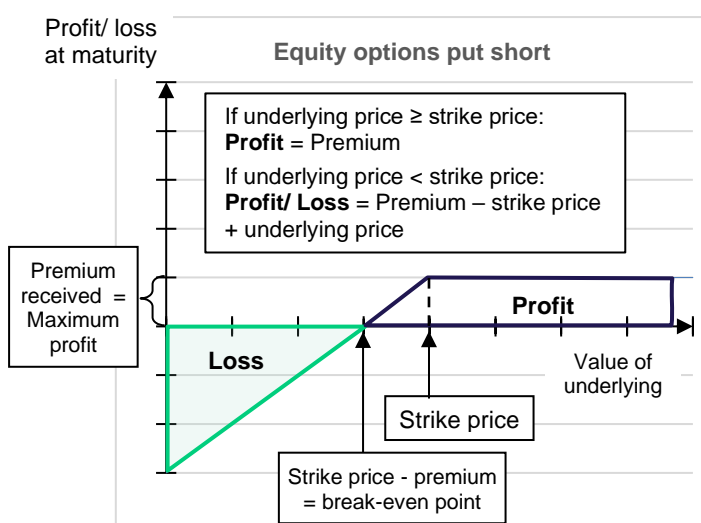 Profit/ loss
at maturity
Equity options put short
If underlying price ≥ strike price:
Profit = Premium
If underlying price < strike price:
Profit/ Loss = Premium – strike price
+ underlying price
Premium
received =
Maximum
profit
Profit
Loss
Value of
underlying
Strike price
Strike price - premium
= break-even point